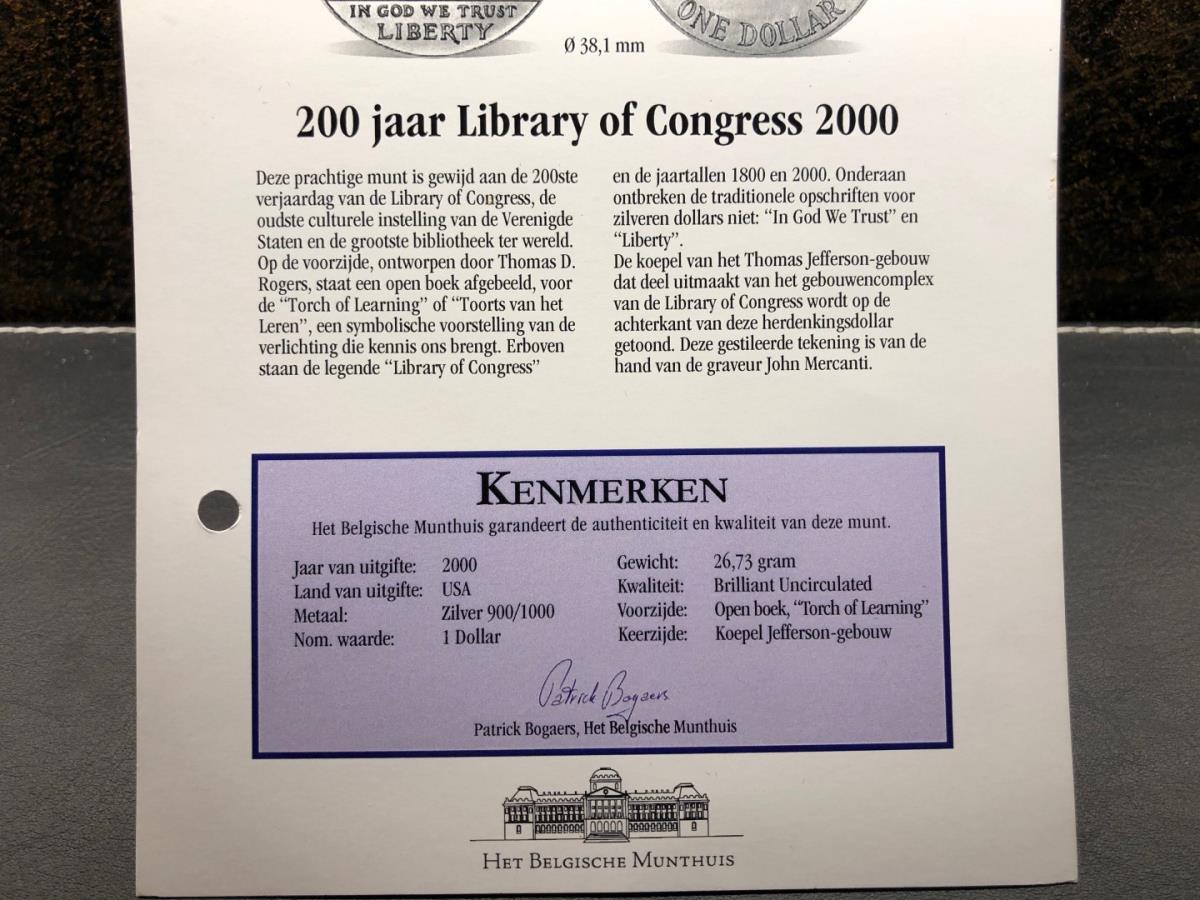 IN GOD WE TRUST
LIBERTY
ONE DOLLAR
Ø 38,1 mm
200 jaar Library of Congress 2000
Deze prachtige munt is gewijd aan de 200ste
verjaardag van de Library of Congress, de
oudste culturele instelling van de Verenigde
Staten en de grootste bibliotheek ter wereld.
Op de voorzijde, ontworpen door Thomas D.
Rogers, staat een open boek afgebeeld, voor
de “Torch of Learning” of “Toorts van het
Leren”, een symbolische voorstelling van de
verlichting die kennis ons brengt. Erboven
staan de legende “Library of Congress”
en de jaartallen 1800 en 2000. Onderaan
ontbreken de traditionele opschriften voor
zilveren dollars niet: “In God We Trust” en
“Liberty”.
De koepel van het Thomas Jefferson-gebouw
dat deel uitmaakt van het gebouwencomplex
van de Library of Congress wordt op de
achterkant van deze herdenkingsdollar
getoond. Deze gestileerde tekening is van de
hand van de graveur John Mercanti.
KENMERKEN
Het Belgische Munthuis garandeert de authenticiteit en kwaliteit van deze munt.
Jaar van uitgifte: 2000
Land van uitgifte: USA
Metaal: Zilver 900/1000
Nom. waarde: 1 Dollar
Gewicht: 26,73 gram
Kwaliteit: Brilliant Uncirculated
Voorzijde: Open boek, “Torch of Learning”
Keerzijde: Koepel Jefferson-gebouw
Patrick Bogaers
Patrick Bogaers, Het Belgische Munthuis
HET BELGISCHE MUNTHUIS